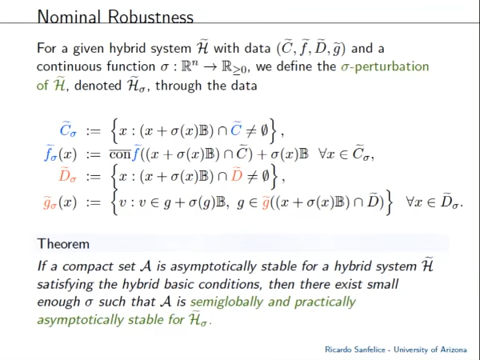 Nominal Robustness
For a given hybrid system H̃ with data (C̃, f̃, D̃, g̃) and a
continuous function σ : ℝⁿ → ℝ≥0, we define the σ-perturbation
of H̃, denoted H̃σ, through the data
C̃σ := {x : (x + σ(x)𝔹) ∩ C̃ ≠ ∅},
f̃σ(x) := c̅o̅n̅f̃((x + σ(x)𝔹) ∩ C̃) + σ(x)𝔹 ∀x ∈ C̃σ,
D̃σ := {x : (x + σ(x)𝔹) ∩ D̃ ≠ ∅},
g̃σ(x) := {v : v ∈ g + σ(g)𝔹, g ∈ g̃((x + σ(x)𝔹) ∩ D̃)} ∀x ∈ D̃σ.
Theorem
If a compact set A is asymptotically stable for a hybrid system H̃
satisfying the hybrid basic conditions, then there exist small
enough σ such that A is semiglobally and practically
asymptotically stable for H̃σ.
Ricardo Sanfelice - University of Arizona